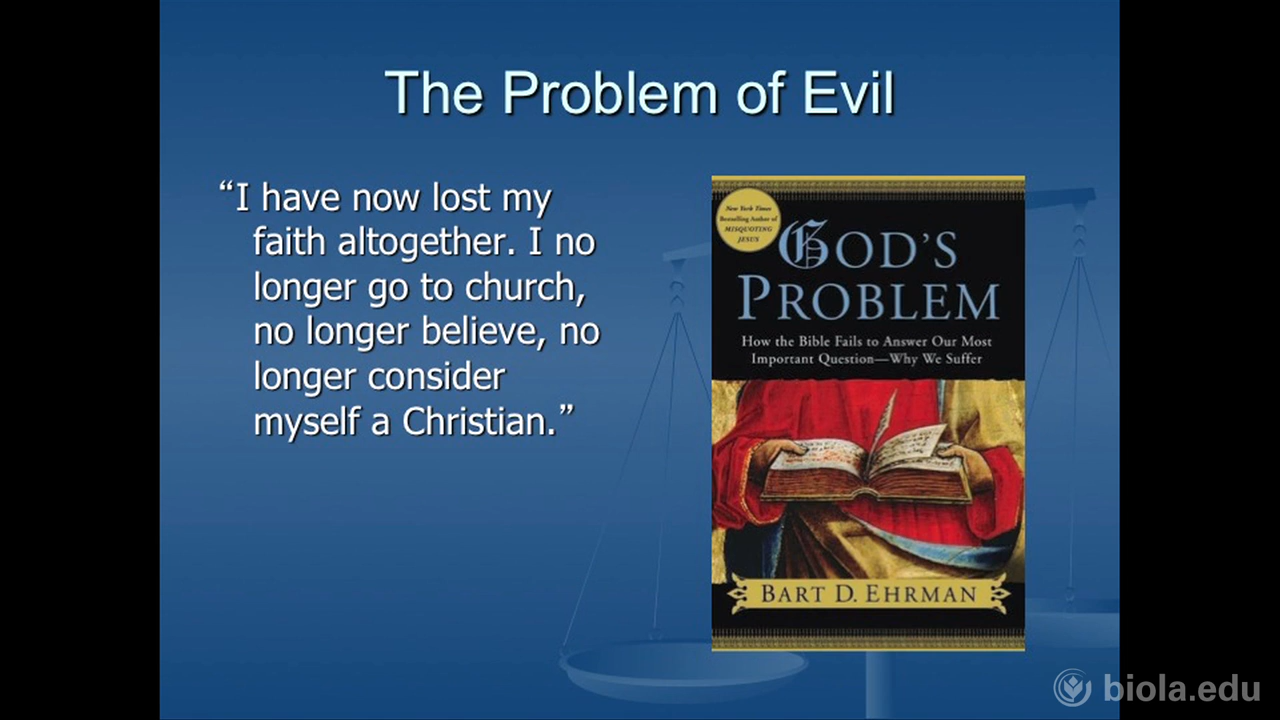 The Problem of Evil
“I have now lost my
faith altogether. I no
longer go to church,
no longer believe, no
longer consider
myself a Christian.”
New York Times
Bestselling Author of
MISQUOTING
JESUS
GOD’S
PROBLEM
How the Bible Fails to Answer Our Most
Important Question—Why We Suffer
BART D. EHRMAN
biola.edu